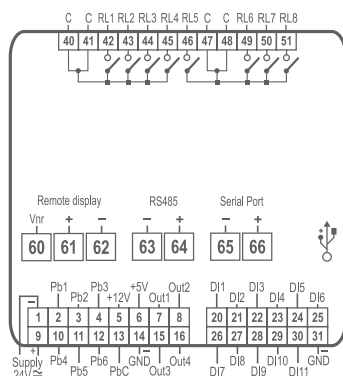 C C RL1 RL2 RL3 RL4 RL5 C C RL6 RL7 RL8
40 41 42 43 44 45 46 47 48 49 50 51
Remote display RS485 Serial Port
Vnr + − − + − +
60 61 62 63 64 65 66
Pb1 Pb2 Pb3 +12V +5V Out1 Out2 DI1 DI2 DI3 DI4 DI5 DI6
− 1 3 4 5 6 7 8 20 21 22 23 24 25
9 10 11 12 13 14 15 16 26 27 28 29 30 31
+ Supply 24V≂ Pb4 Pb5 Pb6 PbC GND Out3 Out4 DI7 DI8 DI9 DI10 DI11 GND